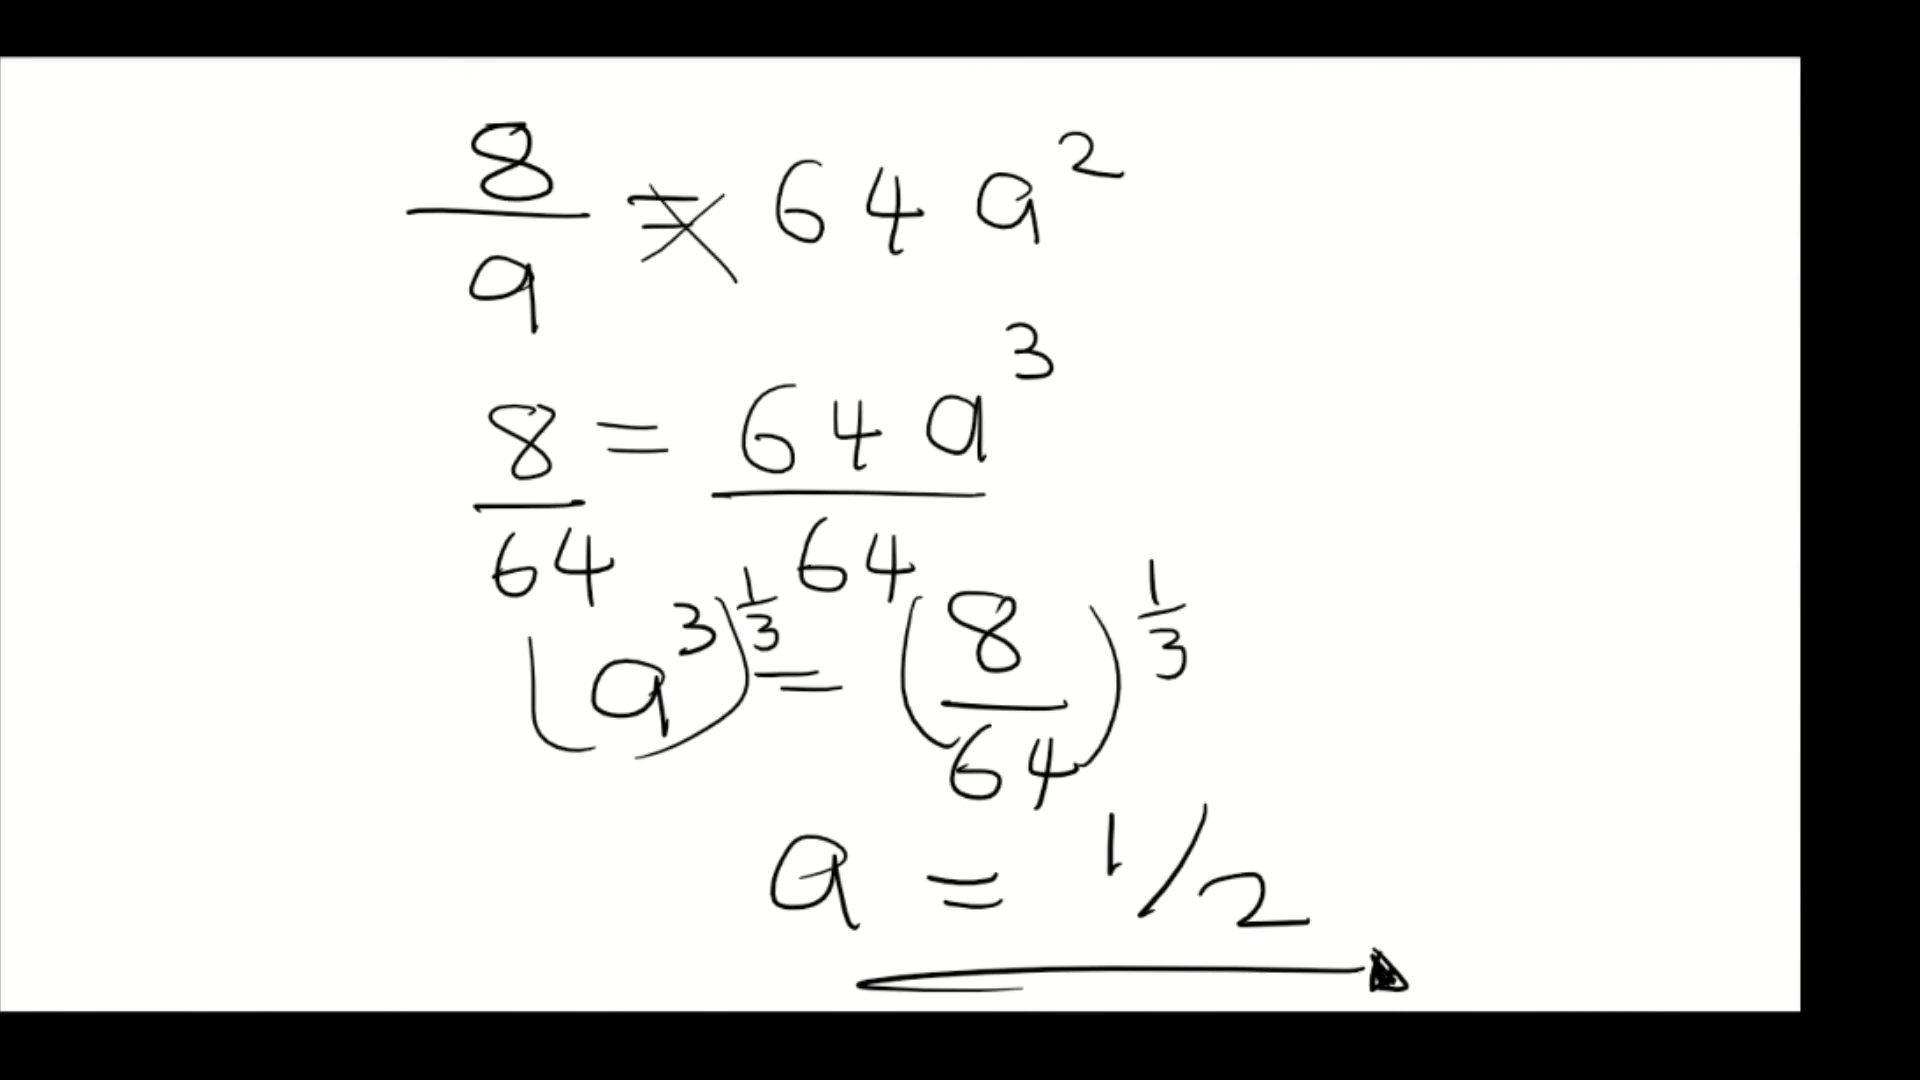 8/a = 64a²
8/64 = 64a³/64
(a³)^1/3 = (8/64)^1/3
a = 1/2